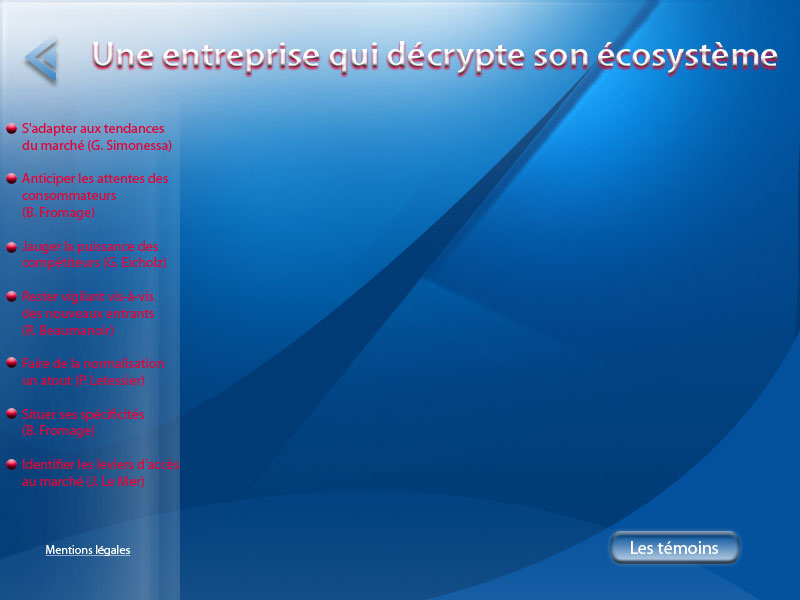 Une entreprise qui décrypte son écosystème
S'adapter aux tendances
du marché (G. Simonessa)
Anticiper les attentes des
consommateurs
(B. Fromage)
Jauger la puissance des
compétiteurs (G. Eicholz)
Rester vigilant vis-à-vis
des nouveaux entrants
(R. Beaumanoir)
Faire de la normalisation
un atout (P. Letessier)
Situer ses spécificités
(B. Fromage)
Identifier les leviers d'accès
au marché (J. Le Mer)
Mentions légales
Les témoins